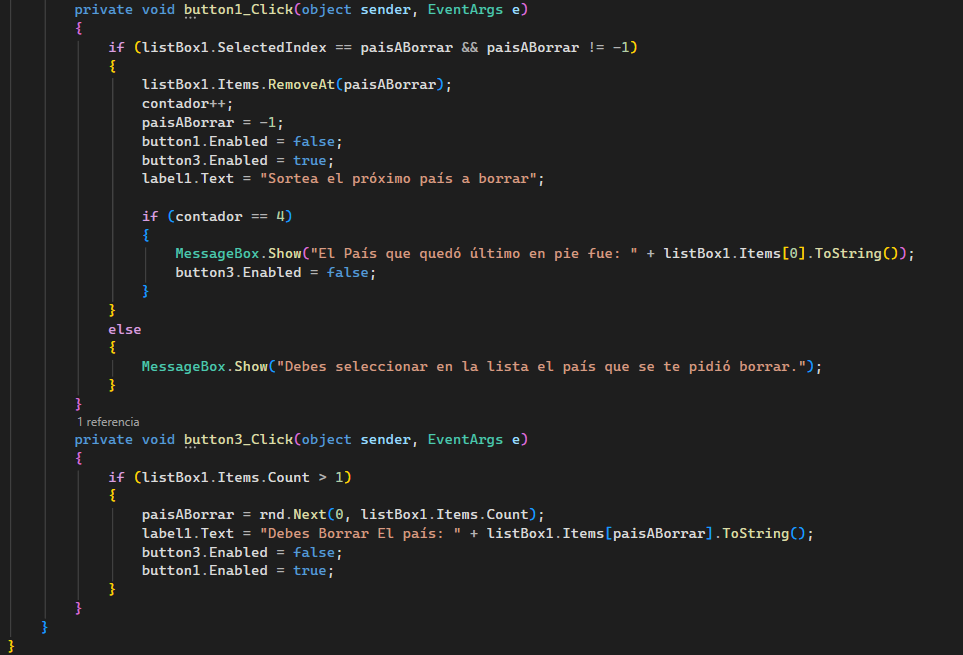 private void button1_Click(object sender, EventArgs e)
{
if (listBox1.SelectedIndex == paisABorrar && paisABorrar != -1)
{
listBox1.Items.RemoveAt(paisABorrar);
contador++;
paisABorrar = -1;
button1.Enabled = false;
button3.Enabled = true;
label1.Text = "Sortea el próximo país a borrar";
if (contador == 4)
{
MessageBox.Show("El País que quedó último en pie fue: " + listBox1.Items[0].ToString());
button3.Enabled = false;
}
}
else
{
MessageBox.Show("Debes seleccionar en la lista el país que se te pidió borrar.");
}
}
1 referencia
private void button3_Click(object sender, EventArgs e)
{
if (listBox1.Items.Count > 1)
{
paisABorrar = rnd.Next(0, listBox1.Items.Count);
label1.Text = "Debes Borrar El país: " + listBox1.Items[paisABorrar].ToString();
button3.Enabled = false;
button1.Enabled = true;
}
}
}
}